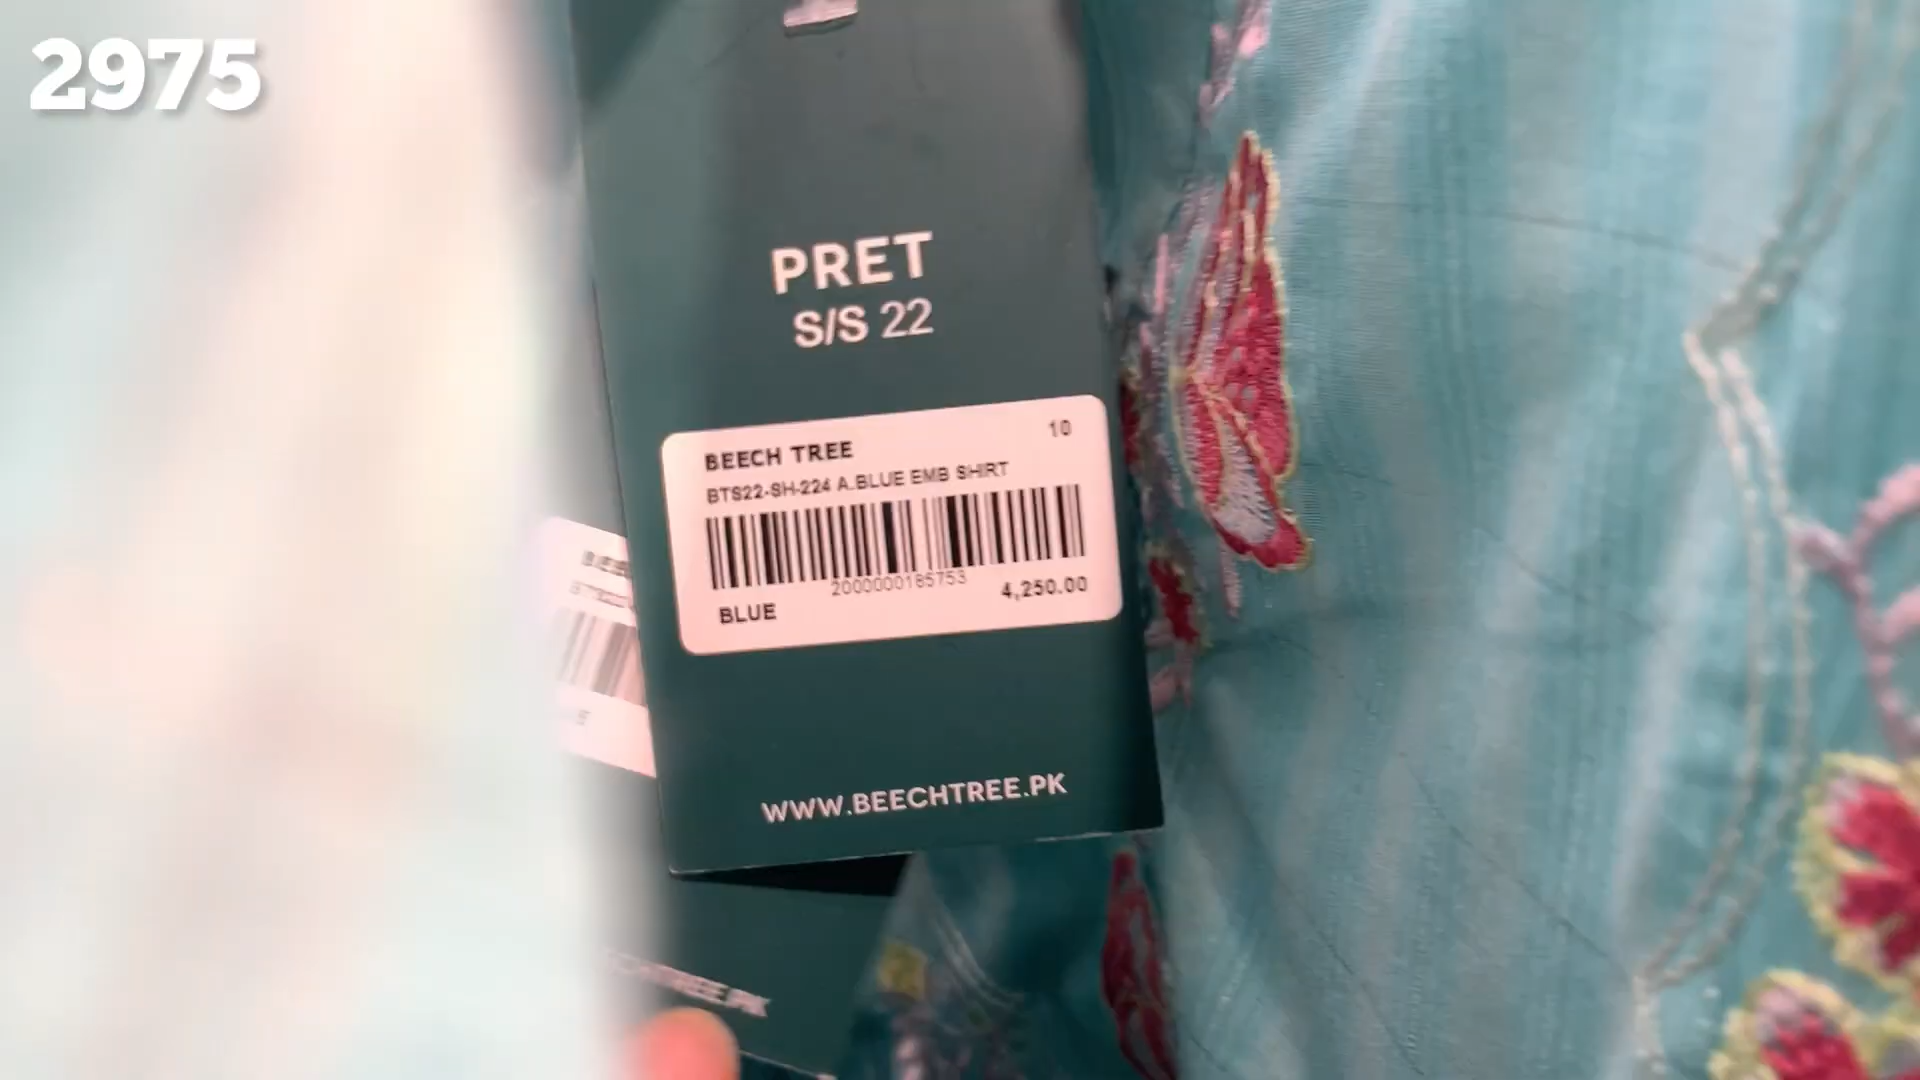 2975
PRET
S/S 22
BEECH TREE 10
BTS22-SH-224 A.BLUE EMB SHIRT
2000000185753
4,250.00
BLUE
WWW.BEECHTREE.PK